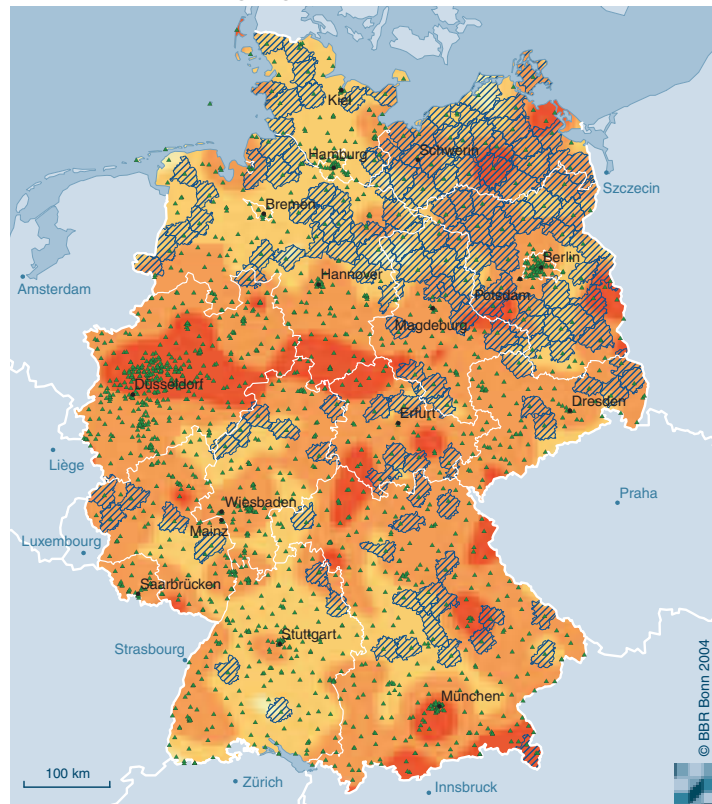 Kiel
Hamburg
Schwerin
Szczecin
Bremen
Berlin
Hannover
Amsterdam
Potsdam
Magdeburg
Düsseldorf
Erfurt
Dresden
Liège
Praha
Wiesbaden
Mainz
Luxembourg
Saarbrücken
Stuttgart
Strasbourg
München
© BBR Bonn 2004
100 km
Zürich
Innsbruck